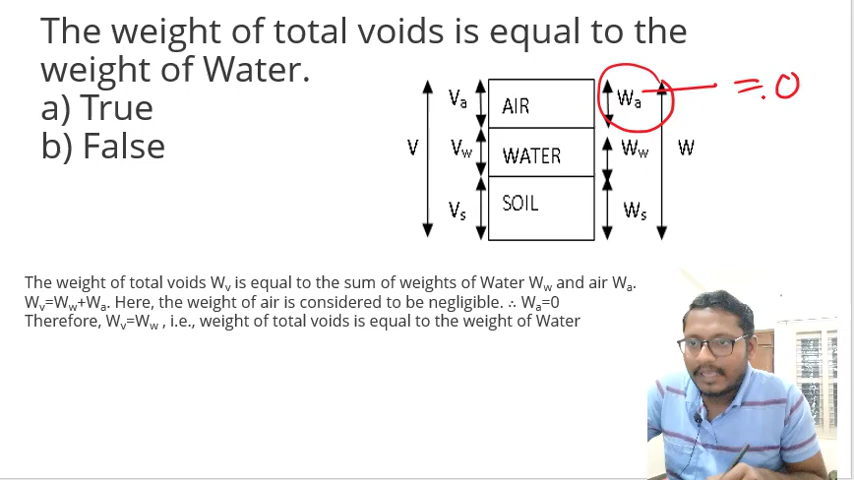 The weight of total voids is equal to the
weight of Water.
a) True
b) False
V
Va
Vw
Vs
AIR
WATER
SOIL
Wa
Ww
Ws
W
=.0
The weight of total voids Wv is equal to the sum of weights of Water Ww and air Wa.
Wv=Ww+Wa. Here, the weight of air is considered to be negligible. ∴ Wa=0
Therefore, Wv=Ww , i.e., weight of total voids is equal to the weight of Water